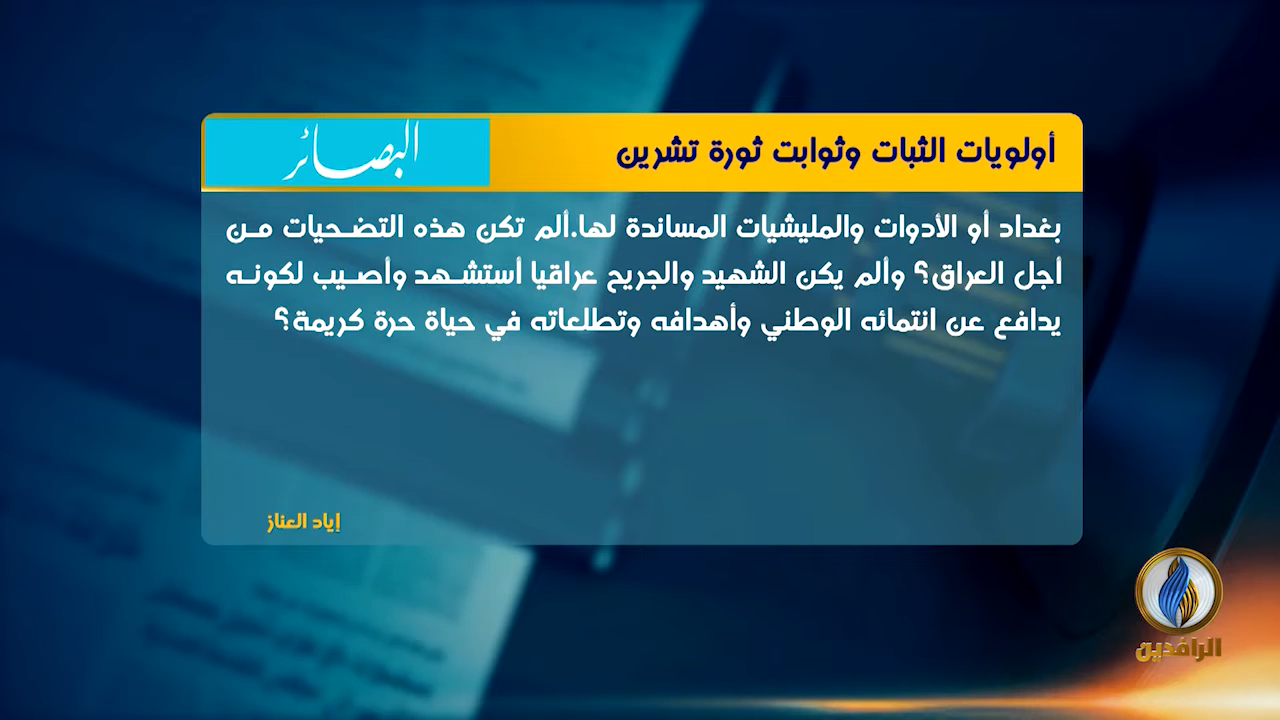 أولويات الثبات وثوابت ثورة تشرين
البصائر
بغداد أو الأدوات والمليشيات المساندة لها.ألم تكن هذه التضحيات من
أجل العراق؟ وألم يكن الشهيد والجريح عراقيا أستشهد وأصيب لكونه
يدافع عن انتمائه الوطني وأهدافه وتطلعاته في حياة حرة كريمة؟
إياد العناز
الرافدين